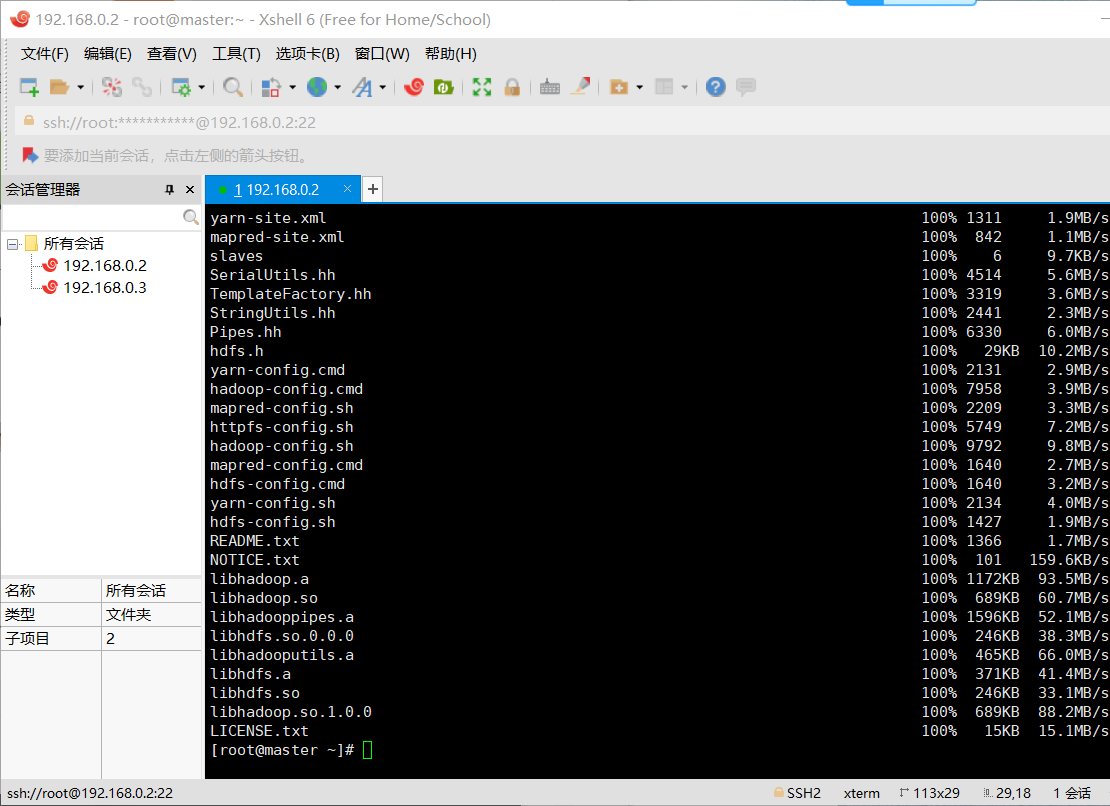 192.168.0.2 - root@master:~ - Xshell 6 (Free for Home/School)
文件(F) 编辑(E) 查看(V) 工具(T) 选项卡(B) 窗口(W) 帮助(H)
ssh://root:***********@192.168.0.2:22
要添加当前会话，点击左侧的箭头按钮。
会话管理器
1 192.168.0.2
所有会话
192.168.0.2
192.168.0.3
名称 所有会话
类型 文件夹
子项目 2
yarn-site.xml 100% 1311 1.9MB/s
mapred-site.xml 100% 842 1.1MB/s
slaves 100% 6 9.7KB/s
SerialUtils.hh 100% 4514 5.6MB/s
TemplateFactory.hh 100% 3319 3.6MB/s
StringUtils.hh 100% 2441 2.3MB/s
Pipes.hh 100% 6330 6.0MB/s
hdfs.h 100% 29KB 10.2MB/s
yarn-config.cmd 100% 2131 2.9MB/s
hadoop-config.cmd 100% 7958 3.9MB/s
mapred-config.sh 100% 2209 3.3MB/s
httpfs-config.sh 100% 5749 7.2MB/s
hadoop-config.sh 100% 9792 9.8MB/s
mapred-config.cmd 100% 1640 2.7MB/s
hdfs-config.cmd 100% 1640 3.2MB/s
yarn-config.sh 100% 2134 4.0MB/s
hdfs-config.sh 100% 1427 1.9MB/s
README.txt 100% 1366 1.7MB/s
NOTICE.txt 100% 101 159.6KB/s
libhadoop.a 100% 1172KB 93.5MB/s
libhadoop.so 100% 689KB 60.7MB/s
libhadooppipes.a 100% 1596KB 52.1MB/s
libhdfs.so.0.0.0 100% 246KB 38.3MB/s
libhadooputils.a 100% 465KB 66.0MB/s
libhdfs.a 100% 371KB 41.4MB/s
libhdfs.so 100% 246KB 33.1MB/s
libhadoop.so.1.0.0 100% 689KB 88.2MB/s
LICENSE.txt 100% 15KB 15.1MB/s
[root@master ~]#
ssh://root@192.168.0.2:22 SSH2 xterm 113x29 29,18 1 会话